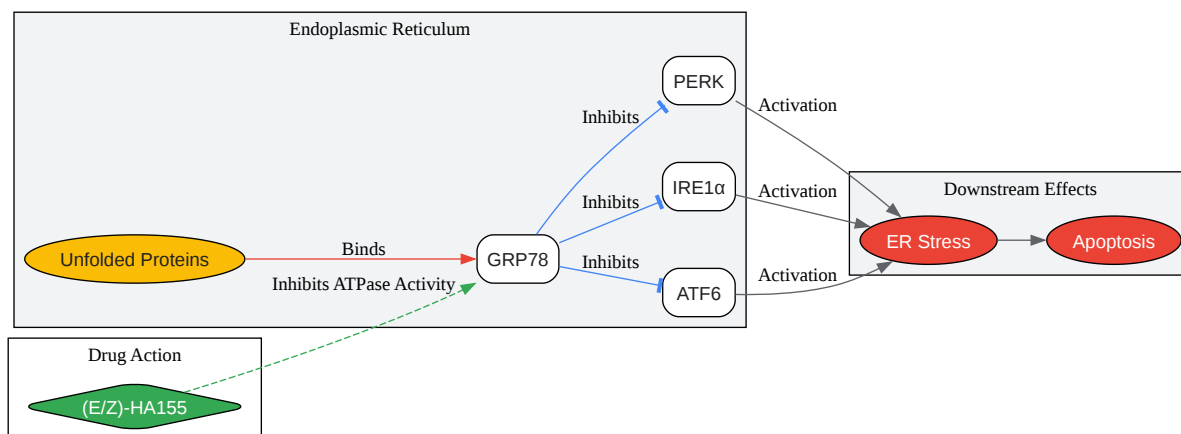 Endoplasmic Reticulum
PERK
Activation
Inhibits
IRE1α
Activation
Inhibits
Downstream Effects
Unfolded Proteins
Binds
GRP78
Inhibits
ER Stress
Apoptosis
Inhibits ATPase Activity
ATF6
Activation
Drug Action
(E/Z)-HA155